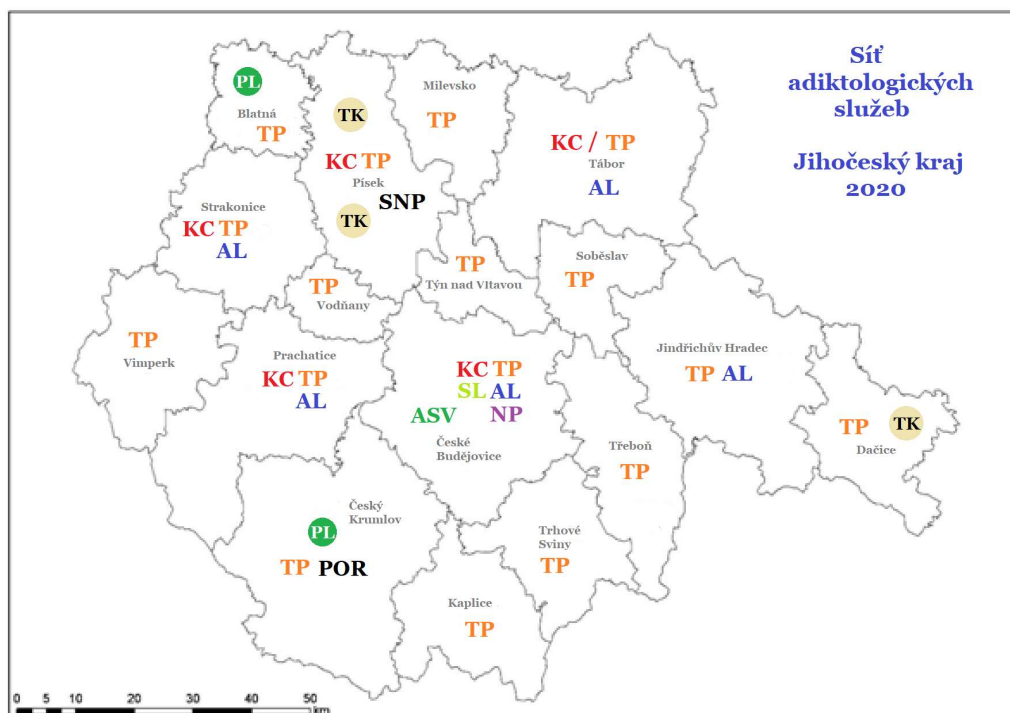 Síť
adiktologických
služeb
Jihočeský kraj
2020
PL
Blatná
TP
TK
KC TP
Písek
SNP
TK
Milevsko
TP
KC / TP
Tábor
AL
Strakonice
KC TP
AL
TP
Vodňany
TP
Týn nad Vltavou
Soběslav
TP
TP
Vimperk
Prachatice
KC TP
AL
KC TP
SL AL
ASV NP
České
Budějovice
Jindřichův Hradec
TP AL
TP TK
Dačice
Třeboň
TP
Český
Krumlov
PL
TP POR
Trhové
Sviny
TP
Kaplice
TP
0 5 10 20 30 40 50
km